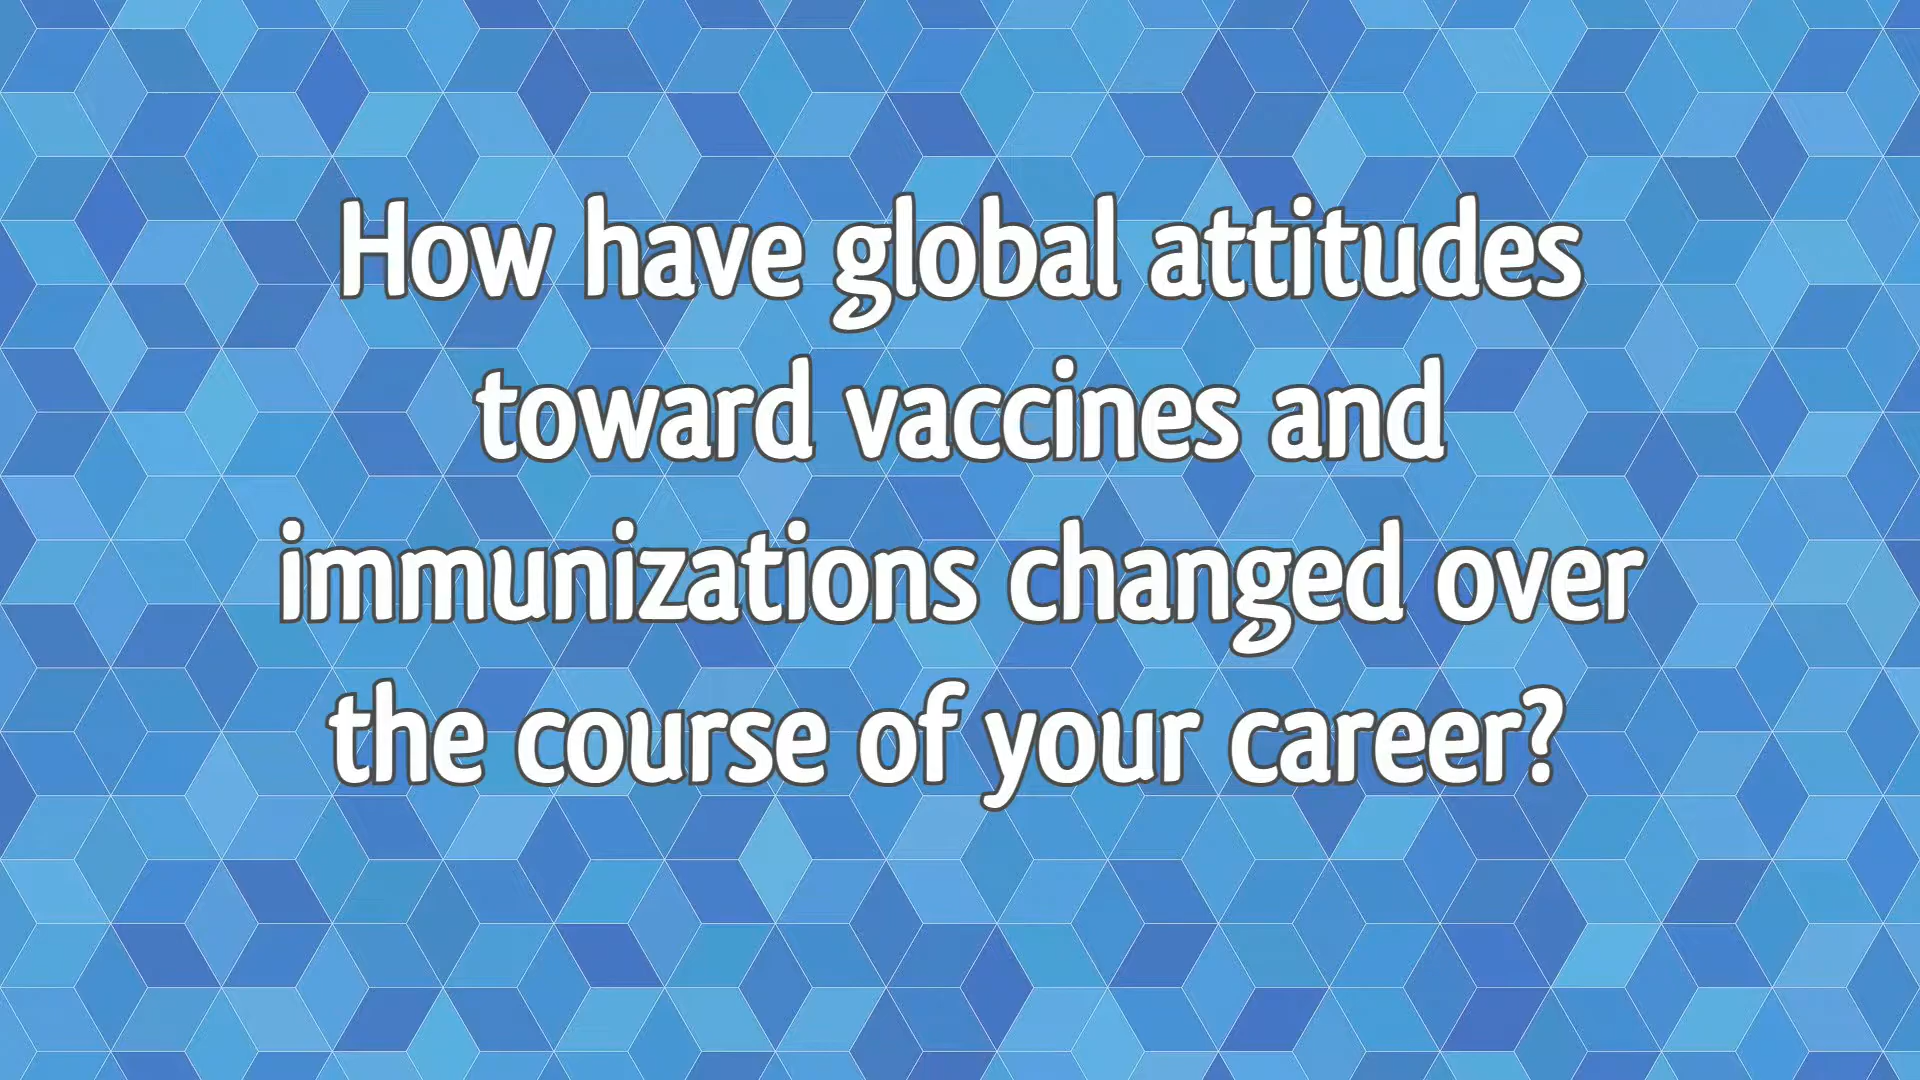 How have global attitudes
toward vaccines and
immunizations changed over
the course of your career?